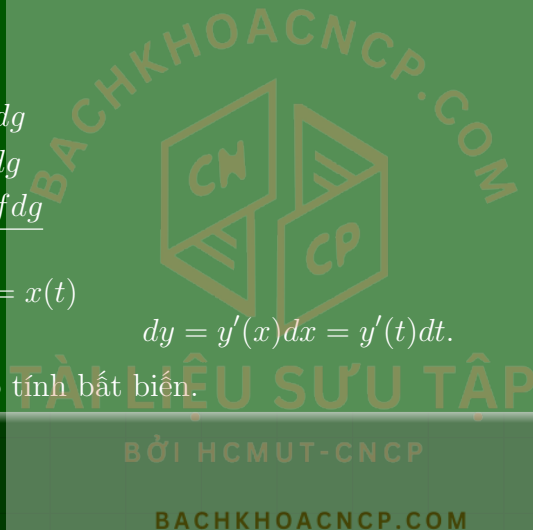 BACHKHOACNCP.COM
CN
CP
dg
dg
fdg
= x(t)
dy = y′(x)dx = y′(t)dt.
tính bất biến.
TÀI LIỆU SƯU TẬP
BỞI HCMUT-CNCP
BACHKHOACNCP.COM